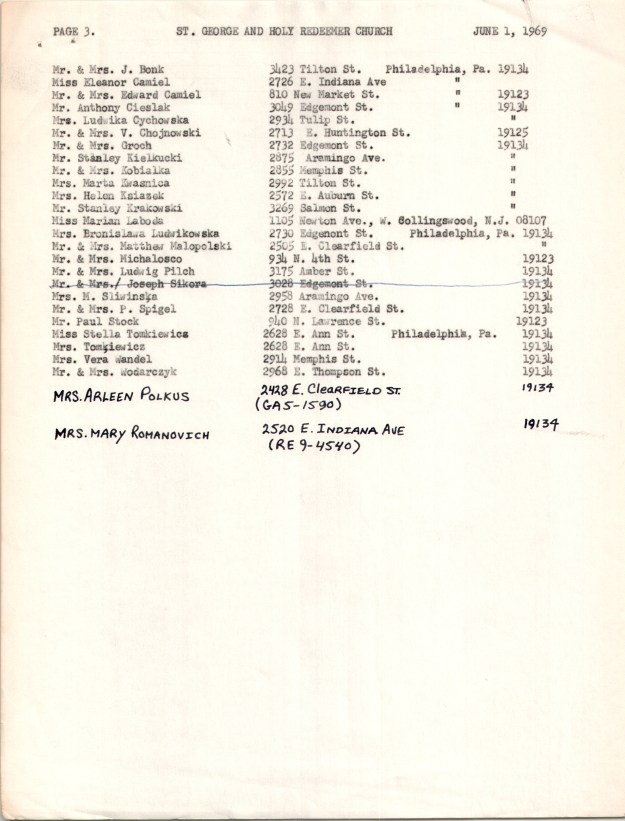 PAGE 3. ST. GEORGE AND HOLY REDEEMER CHURCH JUNE 1, 1969
Mr. & Mrs. J. Bonk 3423 Tilton St. Philadelphia, Pa. 19134
Miss Eleanor Camiel 2726 E. Indiana Ave "
Mr. & Mrs. Edward Camiel 810 New Market St. " 19123
Mr. Anthony Cieslak 3049 Edgemont St. " 19134
Mrs. Ludwika Cychowska 2934 Tulip St. "
Mr. & Mrs. V. Chojnowski 2713 E. Huntington St. 19125
Mr. & Mrs. Groch 2732 Edgemont St. 19134
Mr. Stanley Kielkucki 2875 Aramingo Ave. "
Mr. & Mrs. Kobialka 2855 Memphis St. "
Mrs. Marta Kwasnica 2992 Tilton St. "
Mrs. Helen Ksiazek 2572 E. Auburn St. "
Mr. Stanley Krakowski 3269 Salmon St. "
Miss Marian Laboda 1105 Newton Ave., W. Collingswood, N.J. 08107
Mrs. Bronislawa Ludwikowska 2730 Edgemont St. Philadelphia, Pa. 19134
Mr. & Mrs. Matthew Malopolski 2505 E. Clearfield St. "
Mr. & Mrs. Michalosco 934 N. 4th St. 19123
Mr. & Mrs. Ludwig Pilch 3175 Amber St. 19134
Mr. & Mrs./ Joseph Sikora 3028 Edgemont St. 19134
Mrs. M. Sliwinska 2958 Aramingo Ave. 19134
Mr. & Mrs. P. Spigel 2728 E. Clearfield St. 19134
Mr. Paul Stock 940 N. Lawrence St. 19123
Miss Stella Tomkiewica 2628 E. Ann St. Philadelphia, Pa. 19134
Mrs. Tomkiewicz 2628 E. Ann St. 19134
Mrs. Vera Wandel 2914 Memphis St. 19134
Mr. & Mrs. Wodarczyk 2968 E. Thompson St. 19134
MRS. ARLEEN POLKUS 2428 E. CLEARFIELD ST. 19134
(GA5-1590)
MRS. MARY ROMANOVICH 2520 E. INDIANA AVE 19134
(RE 9-4540)